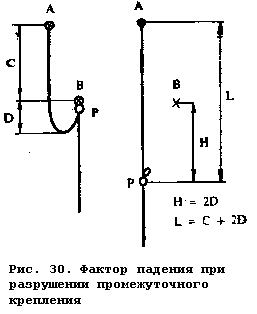 A
A
C
B
B
P
L
D
H
P
H = 2D
L = C + 2D
Рис. 30. Фактор падения при
разрушении промежуточного
крепления